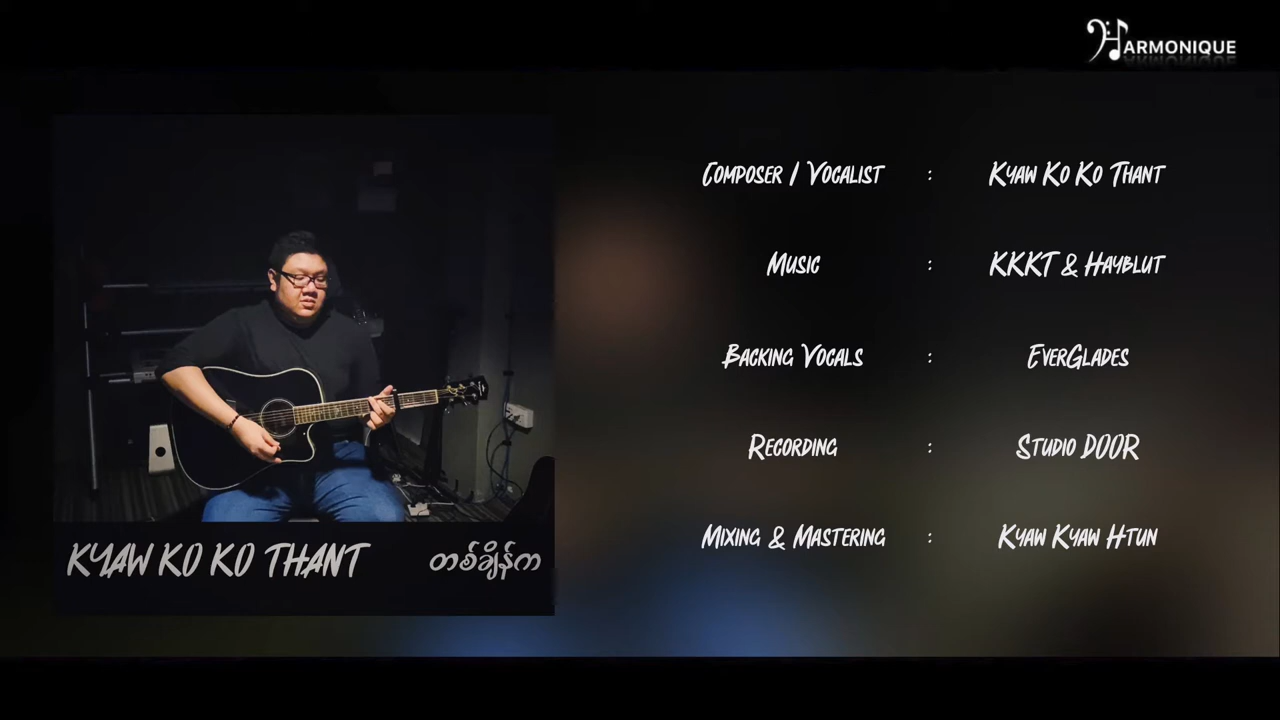 HARMONIQUE
Composer / Vocalist : Kyaw Ko Ko Thant
Music : KKKT & Hayblut
Backing Vocals : EverGlades
Recording : Studio DOOR
Mixing & Mastering : Kyaw Kyaw Htun
KYAW KO KO THANT တစ်ချိန်က